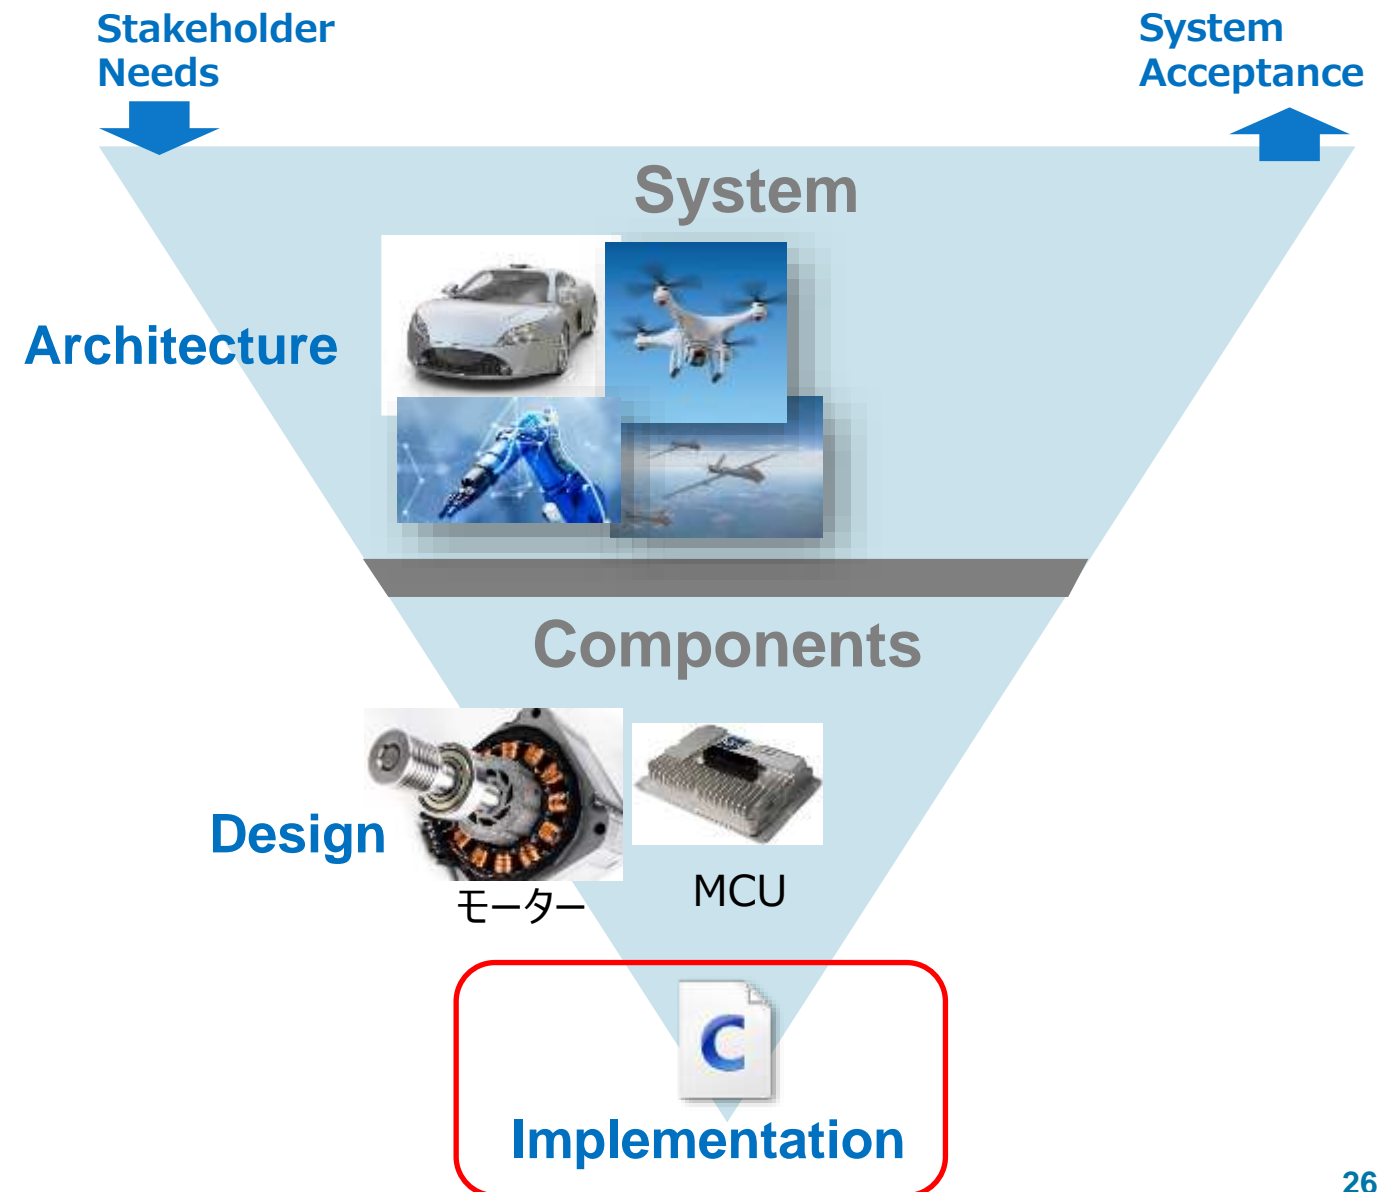 Stakeholder
Needs
System
Acceptance
System
Architecture
Components
Design
モーター
MCU
C
Implementation
26